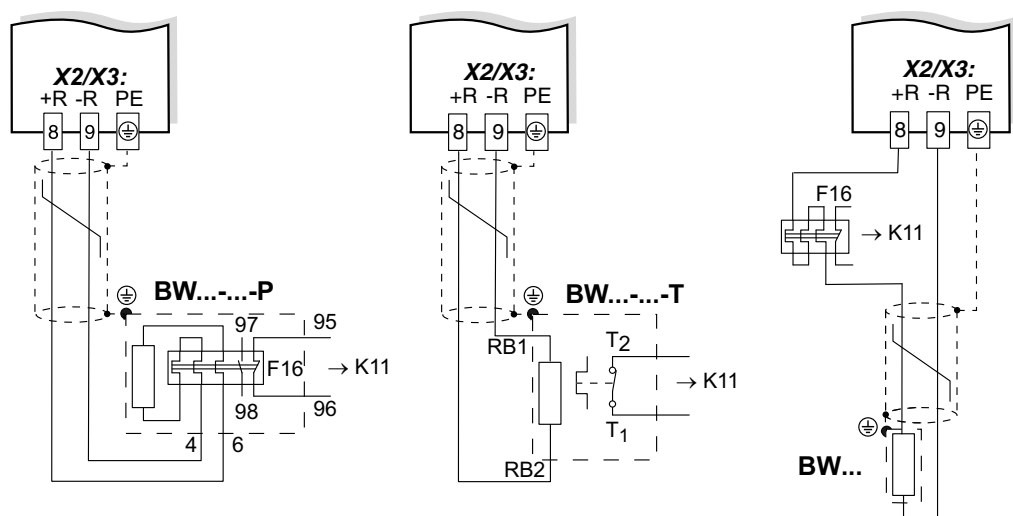 X2/X3:
+R -R PE
8 9
BW...-...-P
97 95
F16 → K11
98 96
4 6
X2/X3:
+R -R PE
8 9
BW...-...-T
RB1 T2
→ K11
T1
RB2
X2/X3:
+R -R PE
8 9
F16
→ K11
BW...